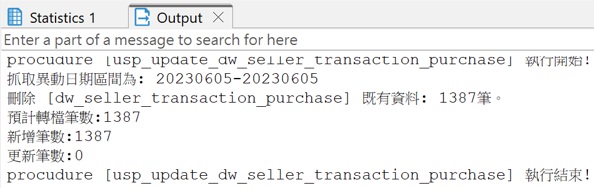 Statistics 1
Output
Enter a part of a message to search for here
procudure [usp_update_dw_seller_transaction_purchase] 執行開始!
抓取異動日期區間為: 20230605-20230605
刪除 [dw_seller_transaction_purchase] 既有資料: 1387筆。
預計轉檔筆數:1387
新增筆數:1387
更新筆數:0
procudure [usp_update_dw_seller_transaction_purchase] 執行結束!